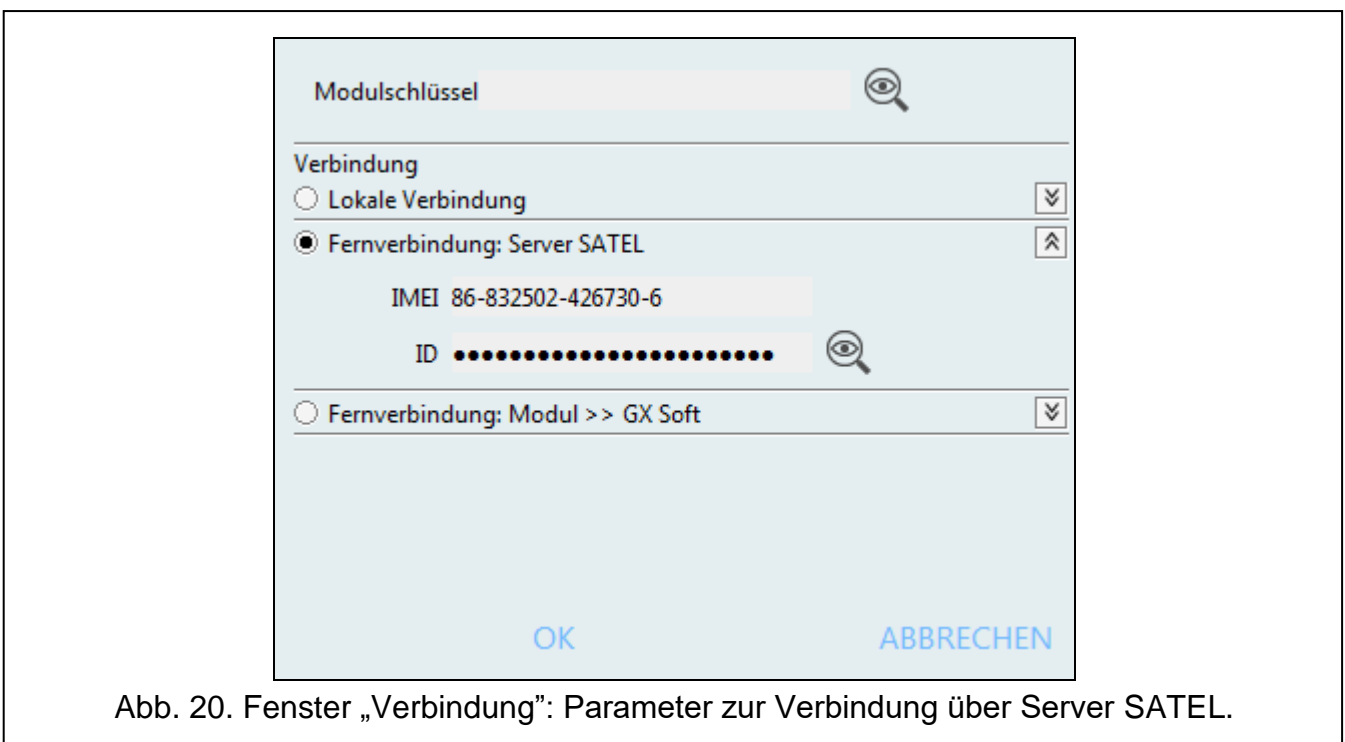 Modulschlüssel
Verbindung
Lokale Verbindung
Fernverbindung: Server SATEL
IMEI 86-832502-426730-6
ID ●●●●●●●●●●●●●●●●●●●●●●●
Fernverbindung: Modul >> GX Soft
OK ABBRECHEN
Abb. 20. Fenster „Verbindung”: Parameter zur Verbindung über Server SATEL.